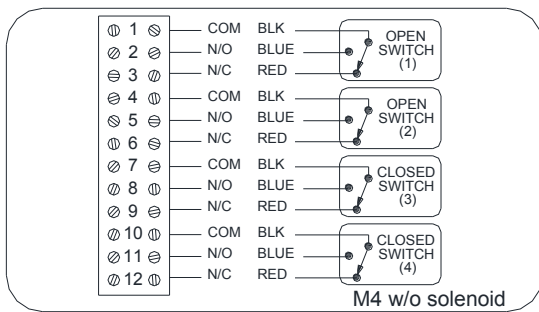 1 COM BLK OPEN
2 N/O BLUE SWITCH
3 N/C RED (1)
4 COM BLK OPEN
5 N/O BLUE SWITCH
6 N/C RED (2)
7 COM BLK CLOSED
8 N/O BLUE SWITCH
9 N/C RED (3)
10 COM BLK CLOSED
11 N/O BLUE SWITCH
12 N/C RED (4)
M4 w/o solenoid